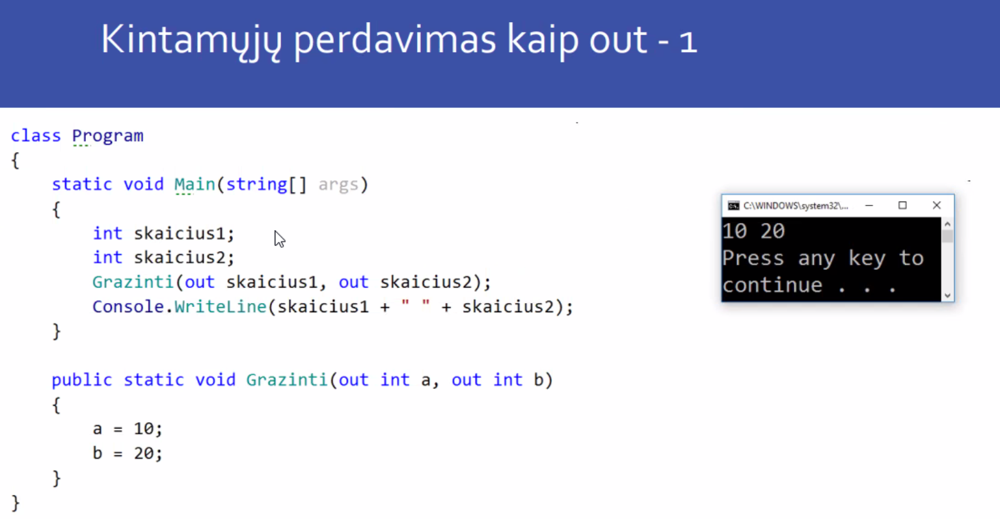 Kintamųjų perdavimas kaip out - 1
class Program
{
    static void Main(string[] args)
    {
        int skaicius1;
        int skaicius2;
        Grazinti(out skaicius1, out skaicius2);
        Console.WriteLine(skaicius1 + " " + skaicius2);
    }

    public static void Grazinti(out int a, out int b)
    {
        a = 10;
        b = 20;
    }
}
C:\WINDOWS\system32\...
10 20
Press any key to
continue . . .